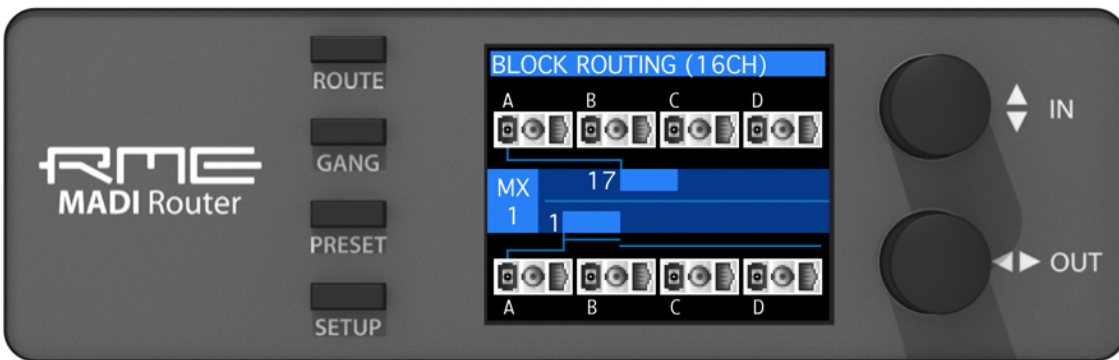 RME
MADI Router
ROUTE
GANG
PRESET
SETUP
BLOCK ROUTING (16CH)
A B C D
17
MX
1
1
A B C D
IN
OUT